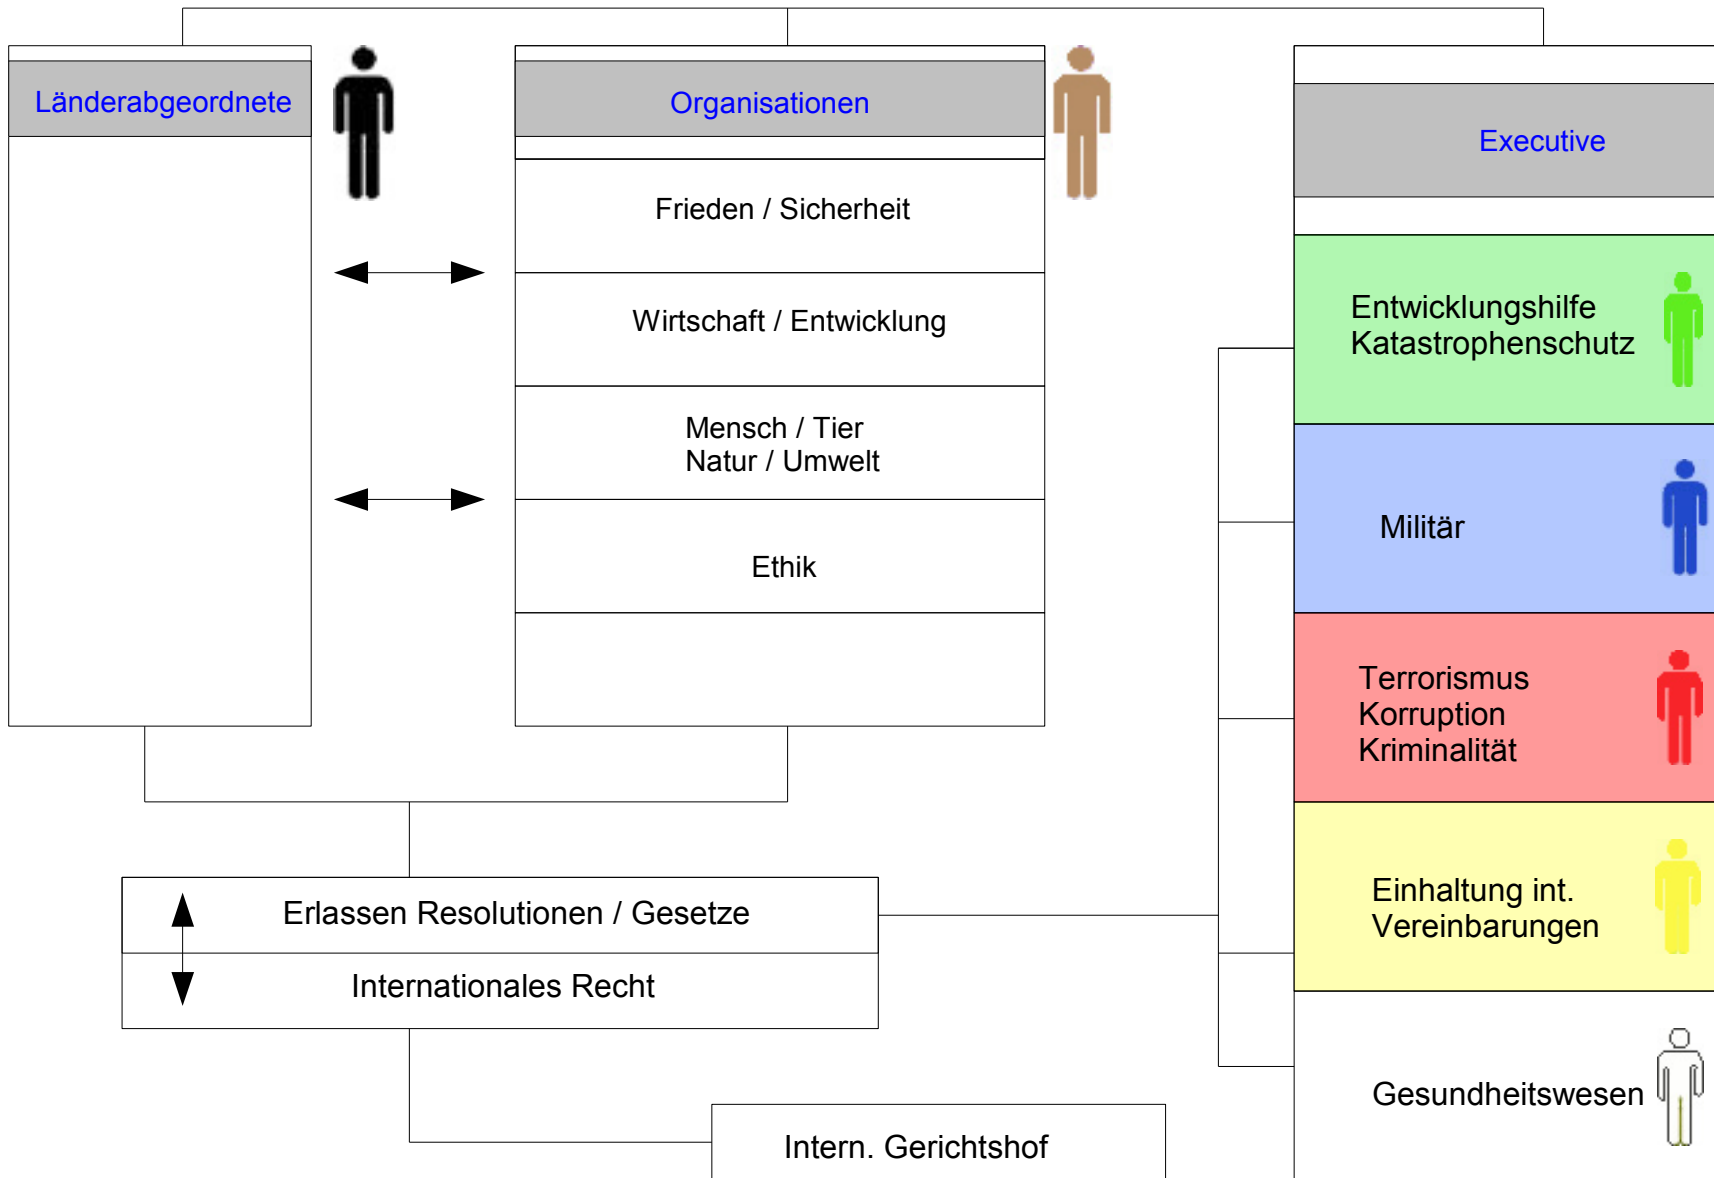 Länderabgeordnete
Organisationen
Executive
Frieden / Sicherheit
Wirtschaft / Entwicklung
Mensch / Tier
Natur / Umwelt
Ethik
Entwicklungshilfe
Katastrophenschutz
Militär
Terrorismus
Korruption
Kriminalität
Einhaltung int.
Vereinbarungen
Gesundheitswesen
Erlassen Resolutionen / Gesetze
Internationales Recht
Intern. Gerichtshof